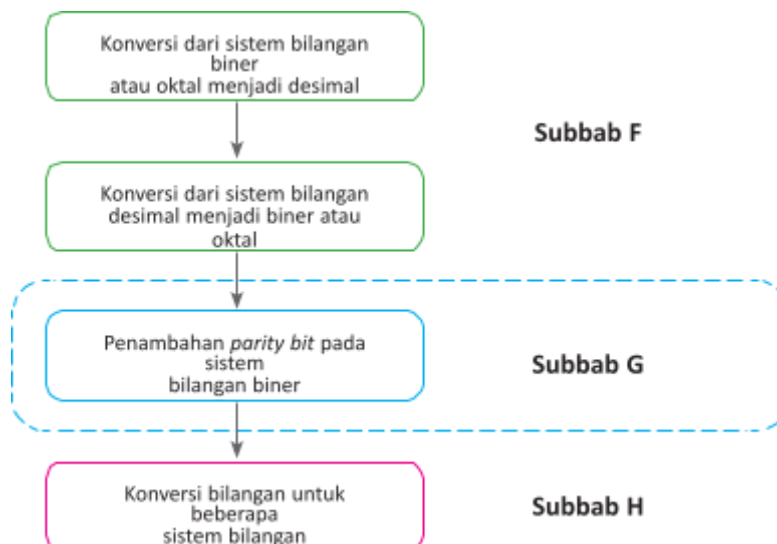 Konversi dari sistem bilangan
biner
atau oktal menjadi desimal
Subbab F
Konversi dari sistem bilangan
desimal menjadi biner atau
oktal
Penambahan parity bit pada
sistem
bilangan biner
Subbab G
Konversi bilangan untuk
beberapa
sistem bilangan
Subbab H